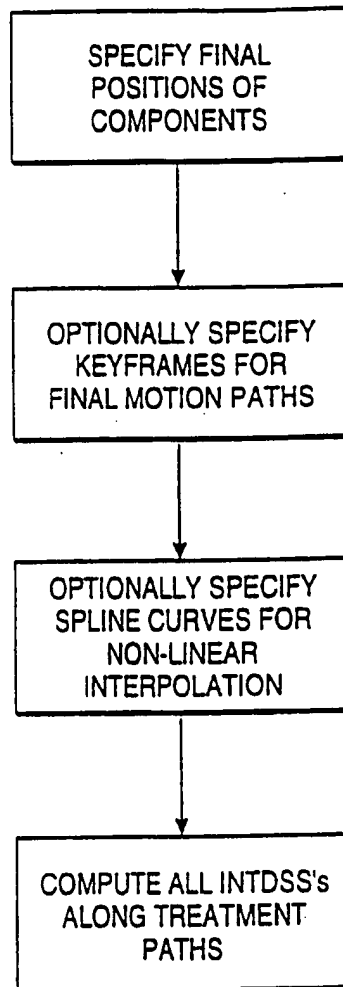 SPECIFY FINAL
POSITIONS OF
COMPONENTS
OPTIONALLY SPECIFY
KEYFRAMES FOR
FINAL MOTION PATHS
OPTIONALLY SPECIFY
SPLINE CURVES FOR
NON-LINEAR
INTERPOLATION
COMPUTE ALL INTDSS's
ALONG TREATMENT
PATHS